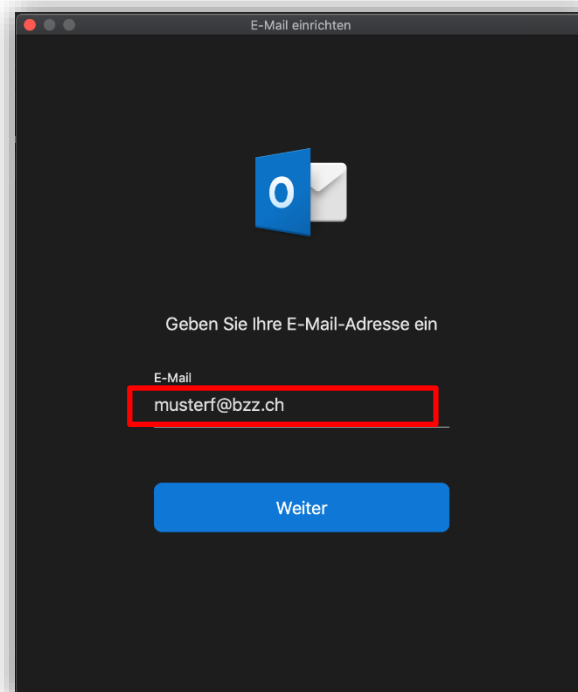 E-Mail einrichten
O
Geben Sie Ihre E-Mail-Adresse ein
E-Mail
musterf@bzz.ch
Weiter